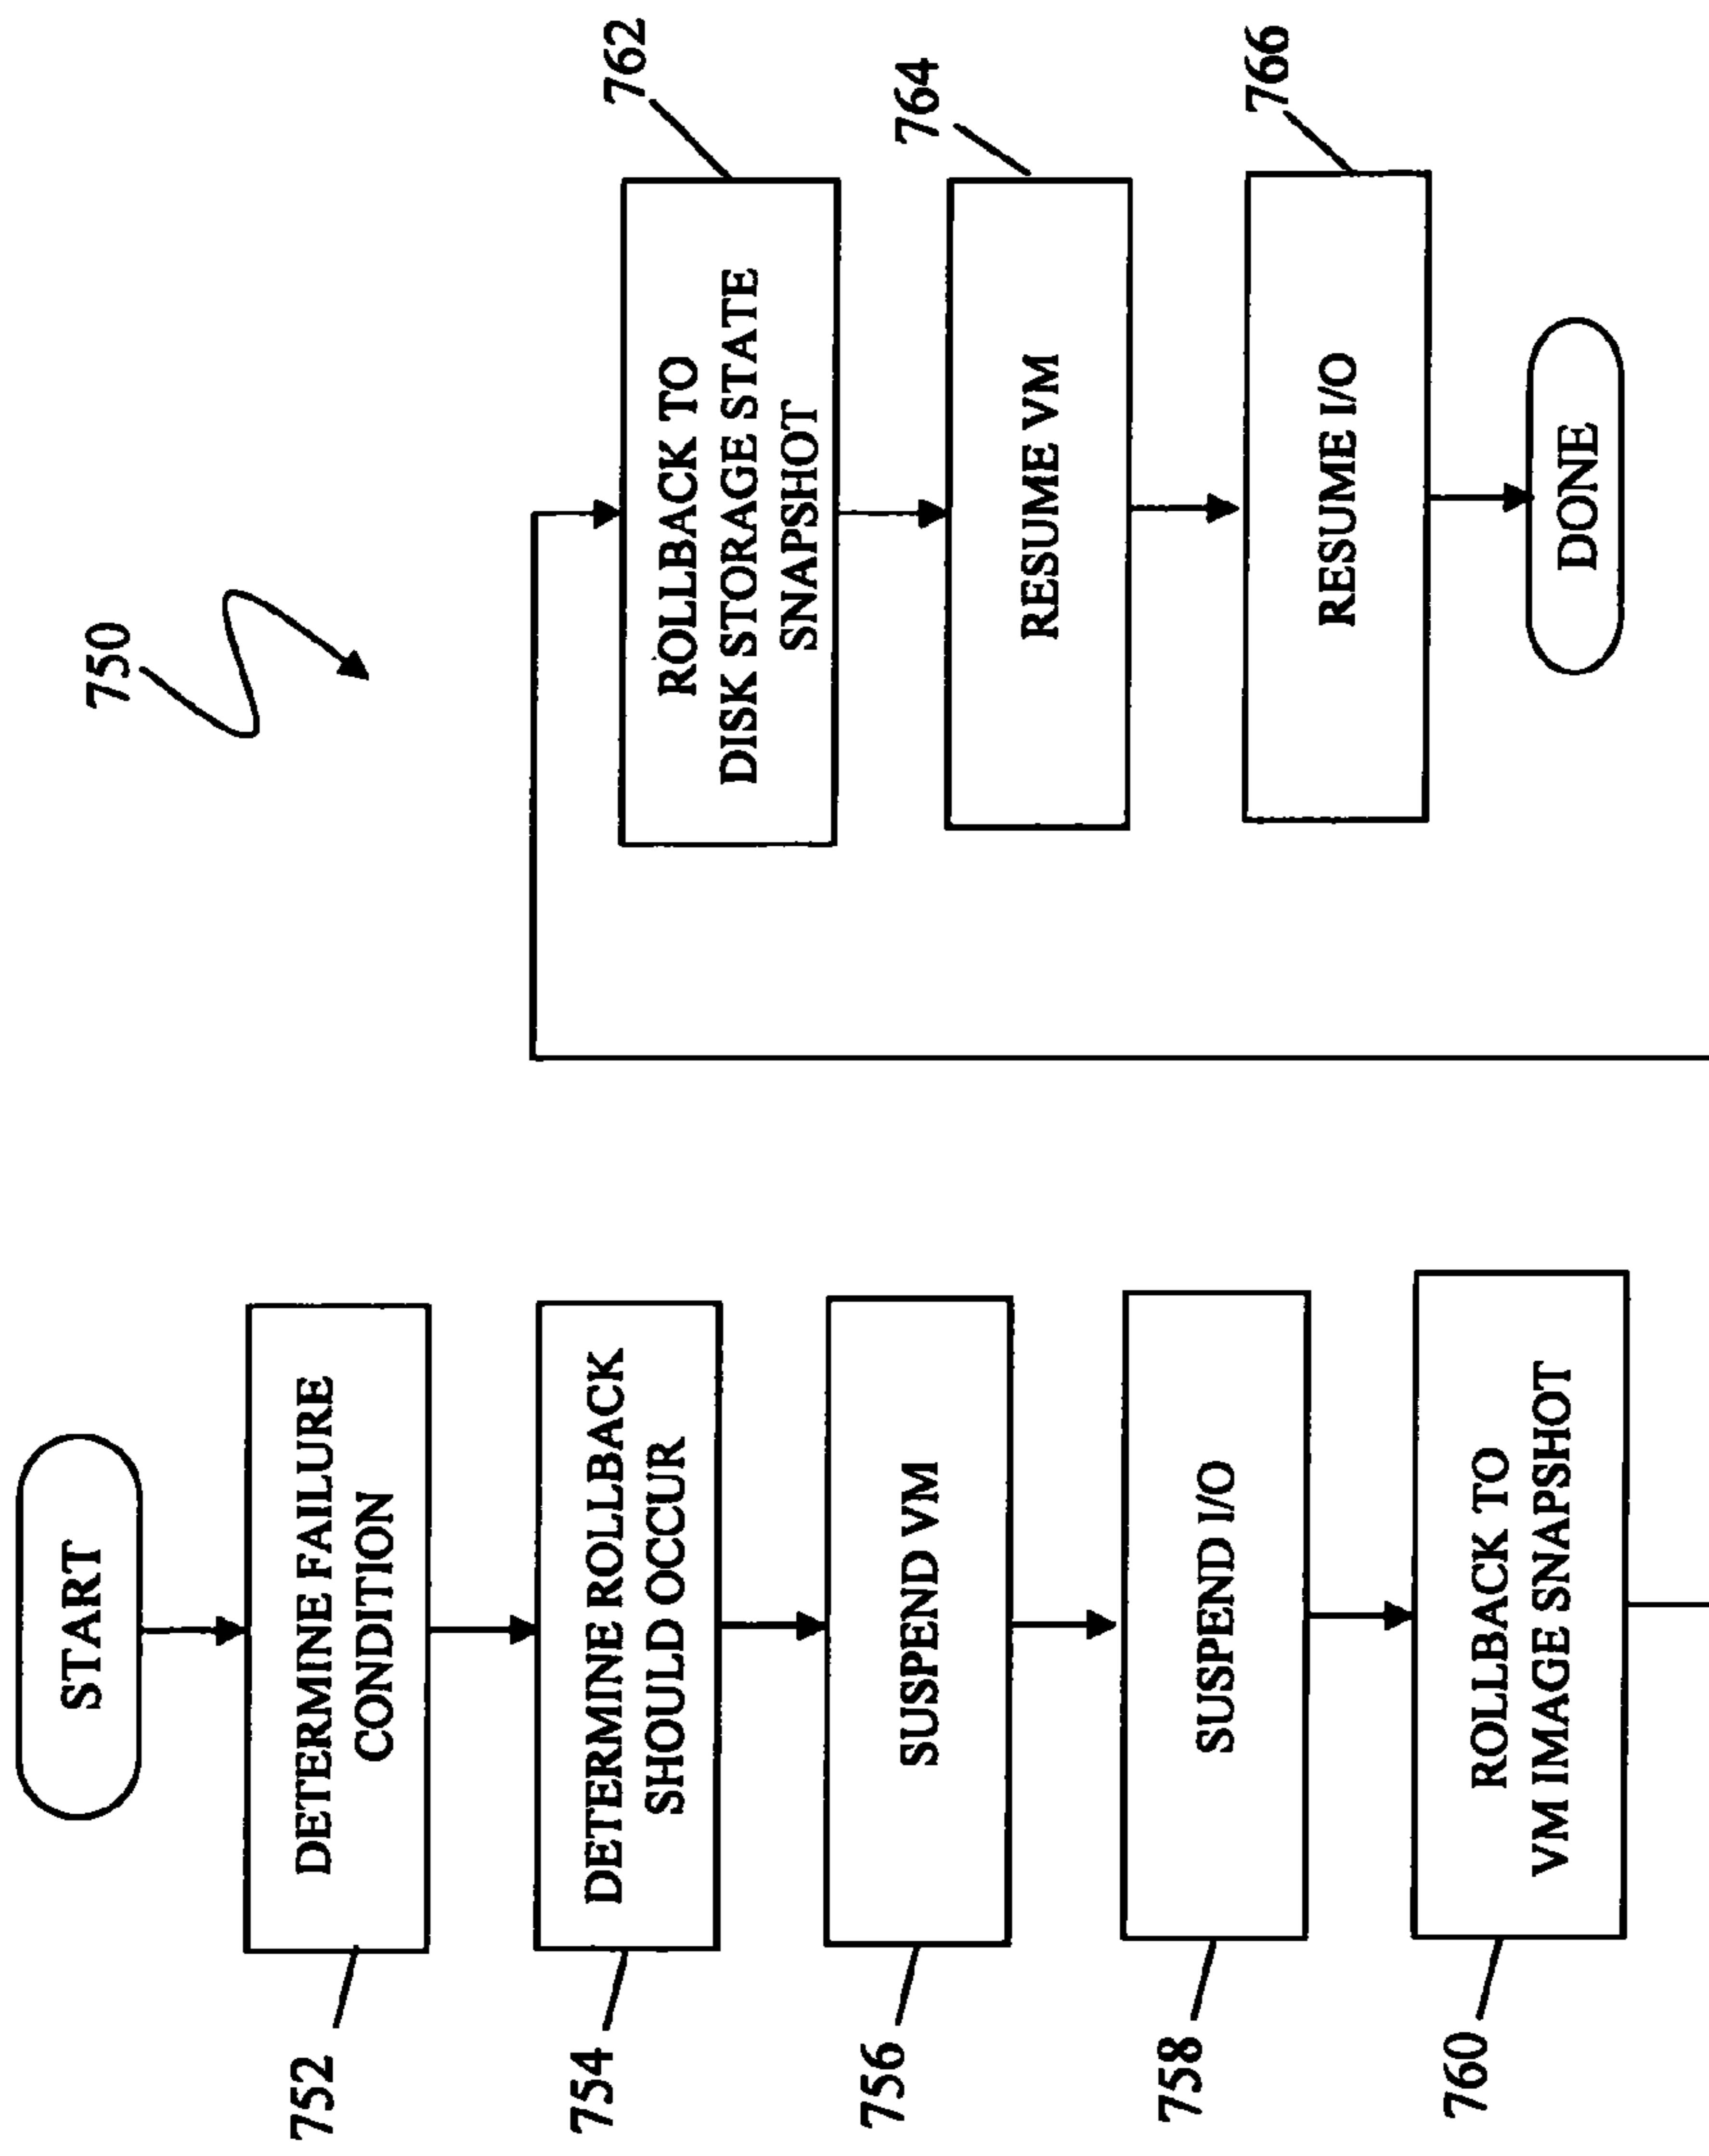 750
START
752
DETERMINE FAILURE
CONDITION
754
DETERMINE ROLLBACK
SHOULD OCCUR
756
SUSPEND VM
758
SUSPEND I/O
760
ROLLBACK TO
VM IMAGE SNAPSHOT
762
ROLLBACK TO
DISK STORAGE STATE
SNAPSHOT
764
RESUME VM
766
RESUME I/O
DONE